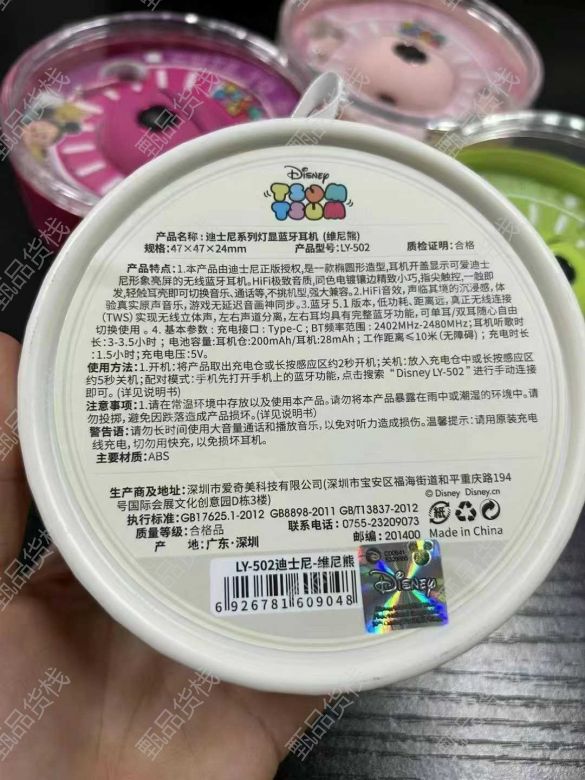 Disney
TSUM
TSUM
产品名称：迪士尼系列灯显蓝牙耳机（维尼熊）
规格：47×47×24mm 产品型号：LY-502 质检证明：合格
产品特点：1.本产品由迪士尼正版授权，是一款椭圆形造型，耳机开盖显示可爱迪士
尼形象亮屏的无线蓝牙耳机。HiFi极致音质，同色电镀镶边精致小巧，指尖触控，一触即
发，轻触耳壳即可切换音乐、通话等，不挑机型，强大兼容。2.HiFi音效，声临其境的沉浸感，体
验真实原声音乐，游戏无延迟音画神同步。3.蓝牙5.1 版本，低功耗、距离远，真正无线连接
(TWS) 实现无线立体声，左右声道分离，左右耳均具有完整蓝牙功能，可单耳/双耳随心自由
切换使用 。4. 基本参数：充电接口：Type-C；BT频率范围：2402MHz-2480MHz；耳机听歌时
长：3-3.5小时；电池容量：耳机仓：200mAh/耳机：28mAh；工作距离≤10米（无障碍）；充电时长
：1.5小时；充电电压：5V。
使用方法：1.开机：将产品取出充电仓中或长按感应区约2秒开机；关机：放入充电仓中或长按感应区
约5秒关机；配对模式：手机先打开手机上的蓝牙功能，点击搜索“Disney LY-502”进行手动连接
即可。（详见说明书）
注意事项：1.请在常温环境中存放以及使用本产品。请勿将本产品暴露在雨中或潮湿的环境中。请
勿投掷，避免因跌落造成产品损坏。（详见说明书）
警告语：请勿长时间使用大音量通话和播放音乐，以免对听力造成损伤。温馨提示：请用原装充电
线充电，切勿用快充，以免损坏耳机。
主要材质：ABS
生产商及地址：深圳市爱奇美科技有限公司（深圳市宝安区福海街道和平重庆路194
号国际会展文化创意园D栋3楼） © Disney Disney.cn
执行标准：GB17625.1-2012 GB8898-2011 GB/T13837-2012
质量等级：合格品 联系电话：0755-23209073
产 地：广东·深圳 邮编：201400
紙
Made in China
LY-502迪士尼-维尼熊
6 926781 609048
Disney
甄品货栈